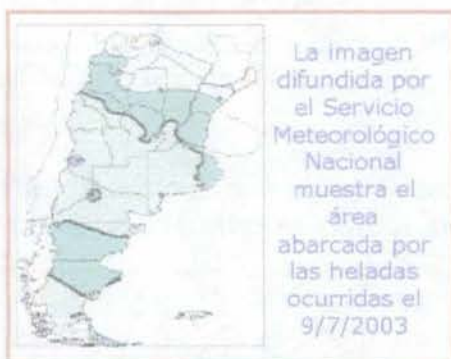 La imagen
difundida por
el Servicio
Meteorológico
Nacional
muestra el
área
abarcada por
las heladas
ocurridas el
9/7/2003